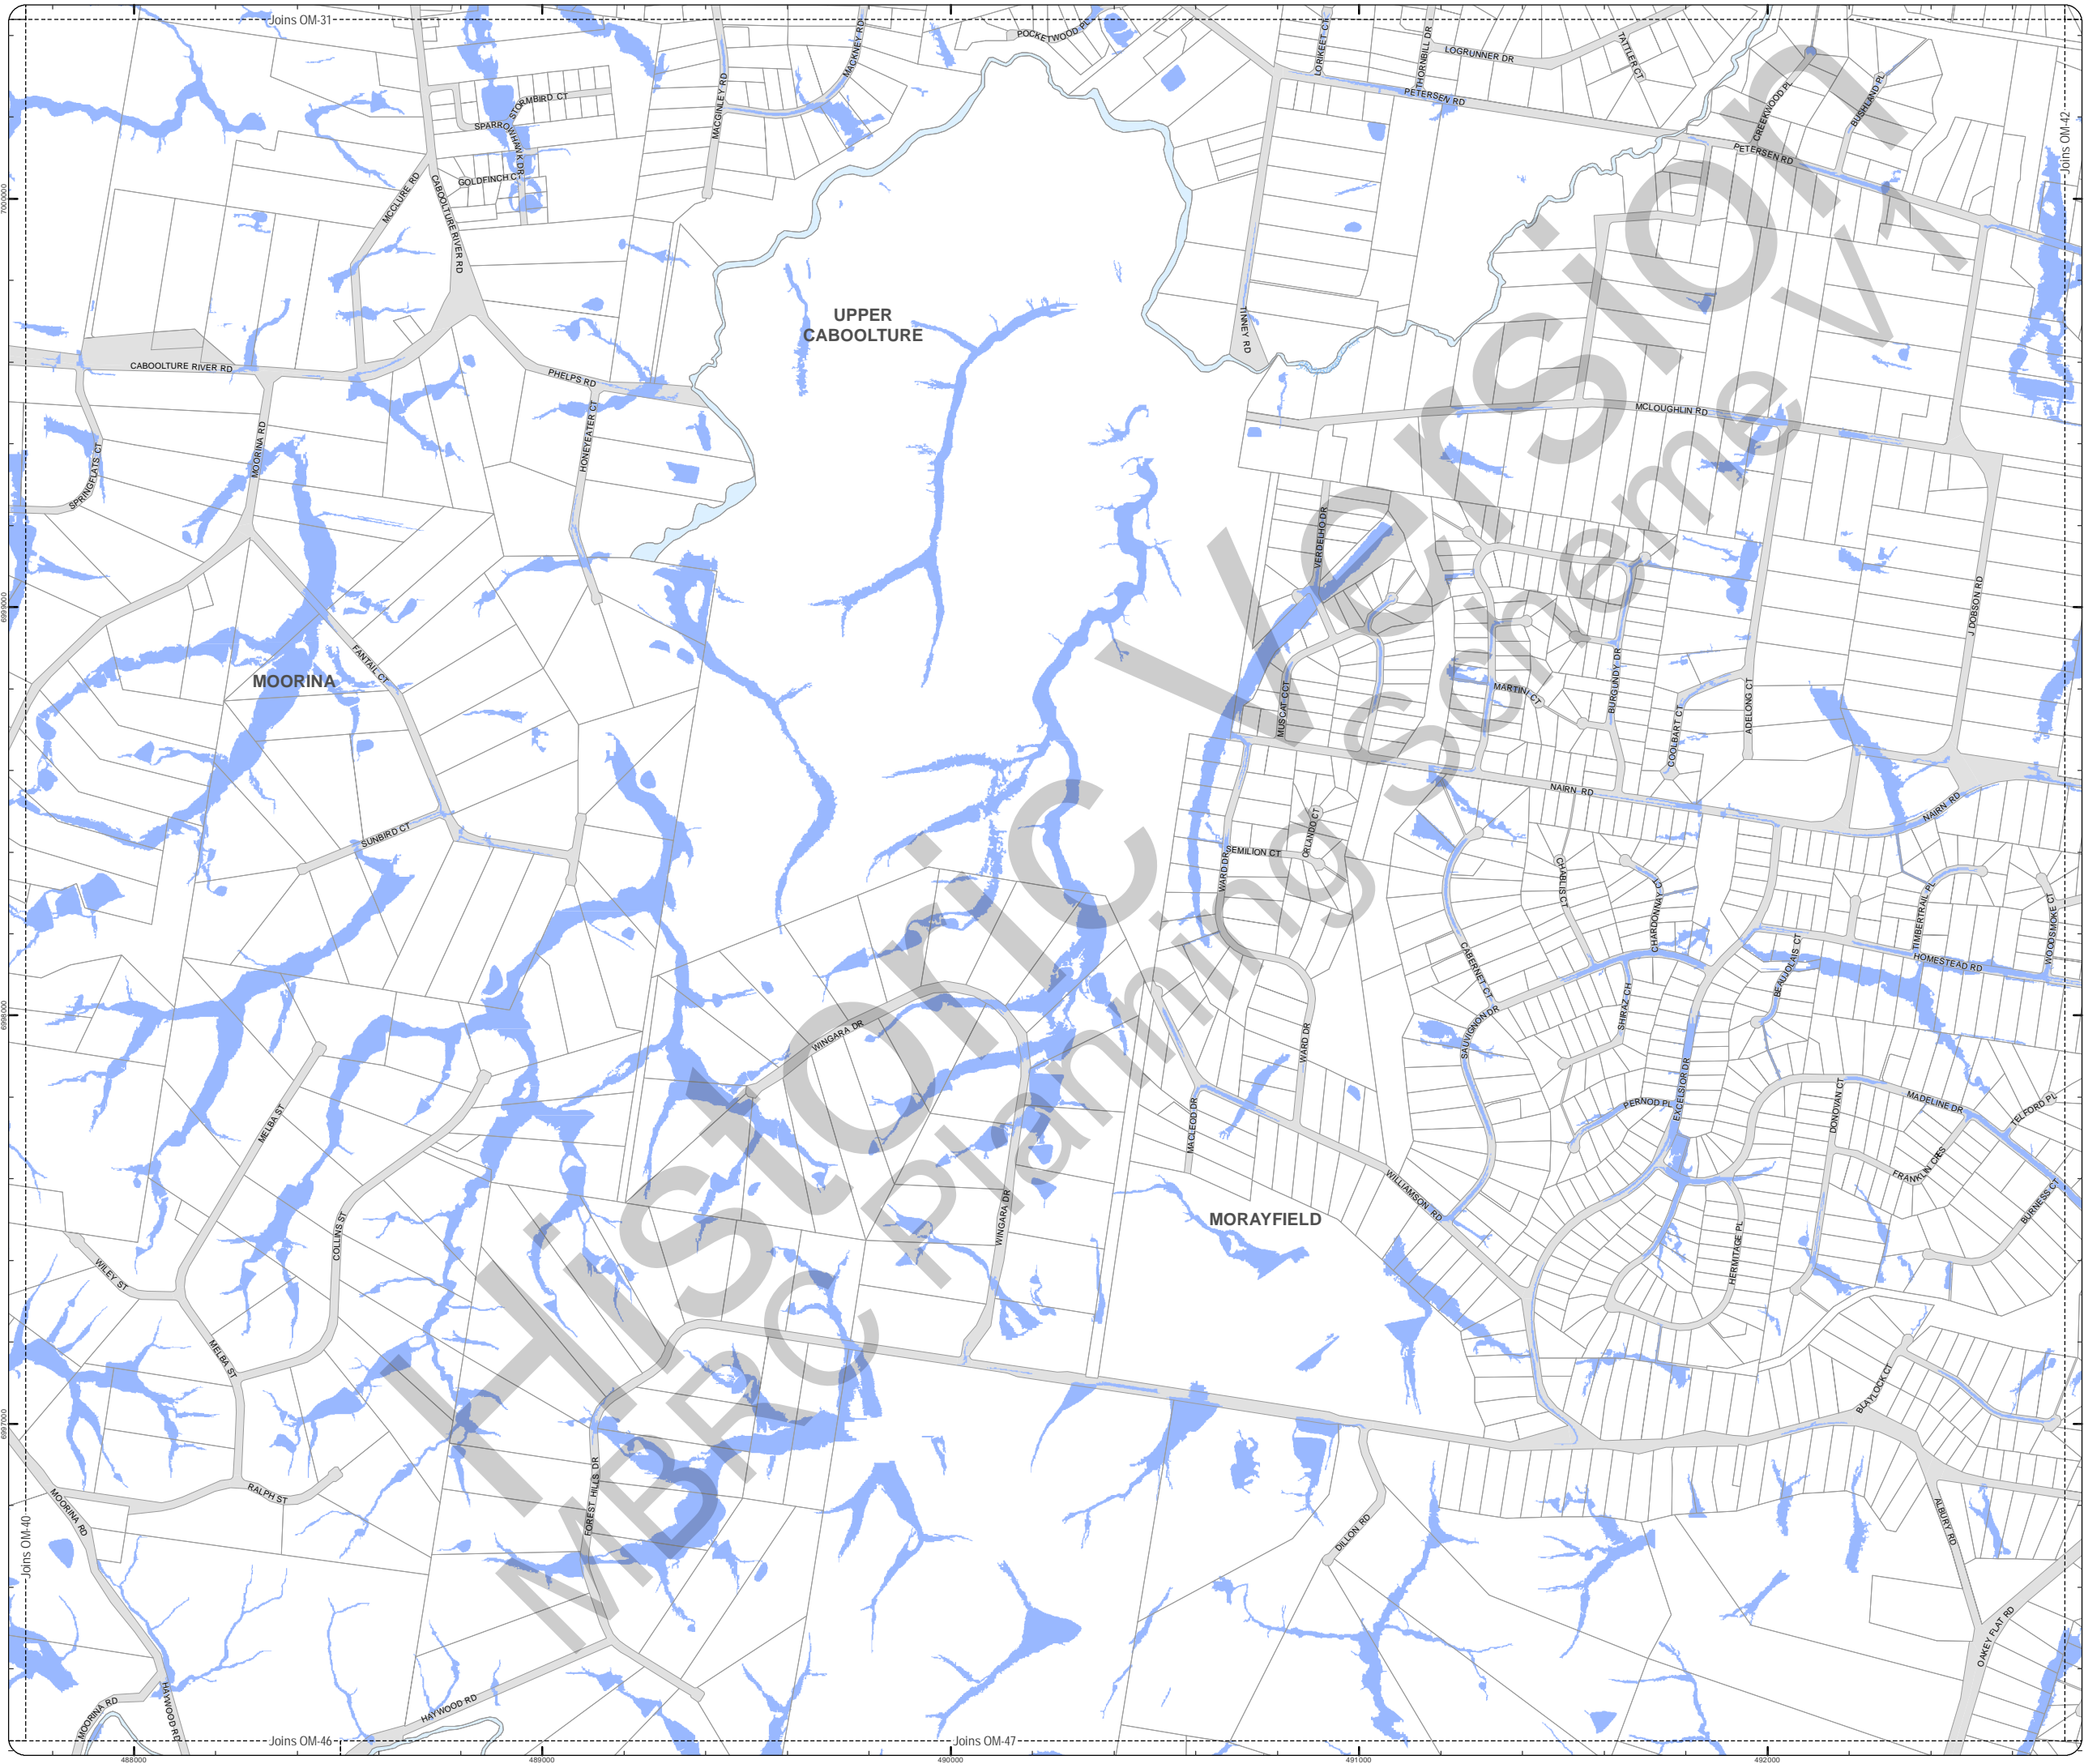 Joins OM-31
POCKETWOOD PL
MACKNEY RD
LORIKEET CT
THORNBILL DR
LOGRUNNER DR
TATTLER CT
MACGINLEY RD
STORMBIRD CT
SPARROWHAWK DR
PETERSEN RD
CREEKWOOD PL
BUSHLAND PL
Joins OM-42
PETERSEN RD
GOLDFINCH CT
MCCLURE RD
CABOOLTURE RIVER RD
7000000
UPPER
CABOOLTURE
TINNEY RD
CABOOLTURE RIVER RD
PHELPS RD
HONEYEATER CT
MCLOUGHLIN RD
MOORINA RD
SPRINGFLATS CT
VERDELHO DR
6999000
J DOBSON RD
FANTAIL CT
MOORINA
MUSCAT CCT
MARTINI CT
BURGUNDY DR
COOLBART CT
ADELONG CT
NAIRN RD
NAIRN RD
SUNBIRD CT
ORLANDO CT
SEMILION CT
WARD DR
CHABLIS CT
CHARDONNAY CT
TIMBERTRAIL PL
WOODSMOKE CT
CABERNET CT
BEAUJOLAIS CT
HOMESTEAD RD
6998000
WINGARA DR
SAUVIGNON DR
SHIRAZ CH
WARD DR
MELBA ST
MACLEOD DR
PERNOD PL
EXCELSIOR DR
DONOVAN CT
MADELINE DR
TELFORD PL
FRANKLIN CRES
BURNESS CT
WILLIAMSON RD
MORAYFIELD
WINGARA DR
COLLINS ST
HERMITAGE PL
WILEY ST
MELBA ST
BLAYLOCK CT
6997000
RALPH ST
MOORINA RD
FOREST HILLS DR
DILLON RD
ALBURY RD
Joins OM-40
OAKEY FLAT RD
MOORINA RD
HAYWOOD RD
HAYWOOD RD
Joins OM-46
Joins OM-47
488000
489000
490000
491000
492000
Historic Version
MBRC Planning Scheme V1